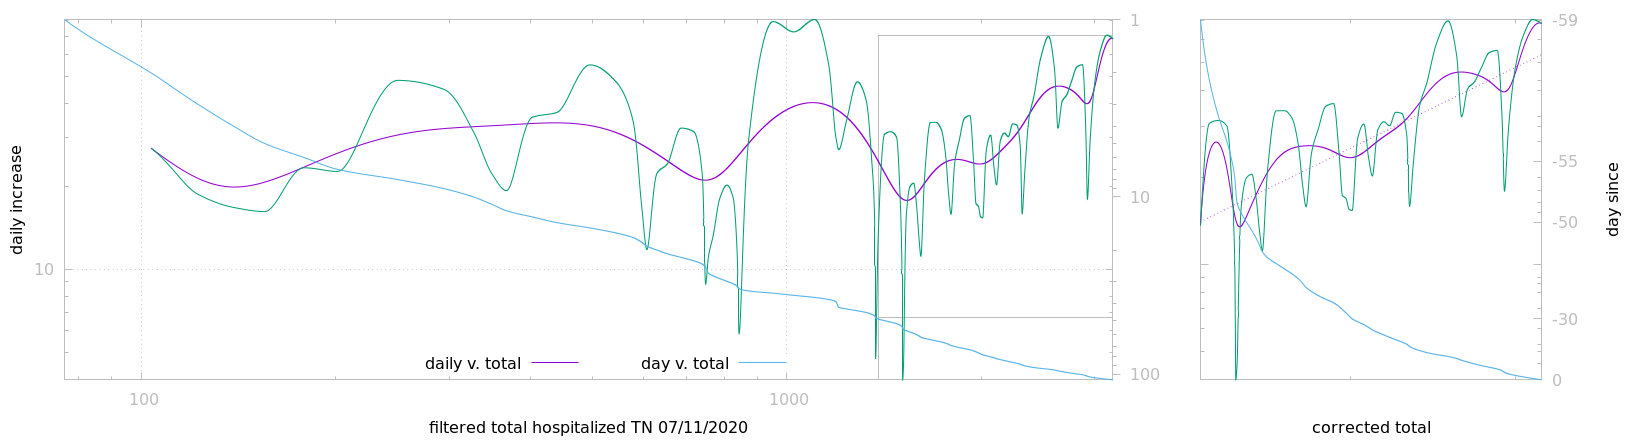 1
10
100
daily increase
10
daily v. total
day v. total
100
1000
filtered total hospitalized TN 07/11/2020
-59
-55
-50
-30
0
day since
corrected total